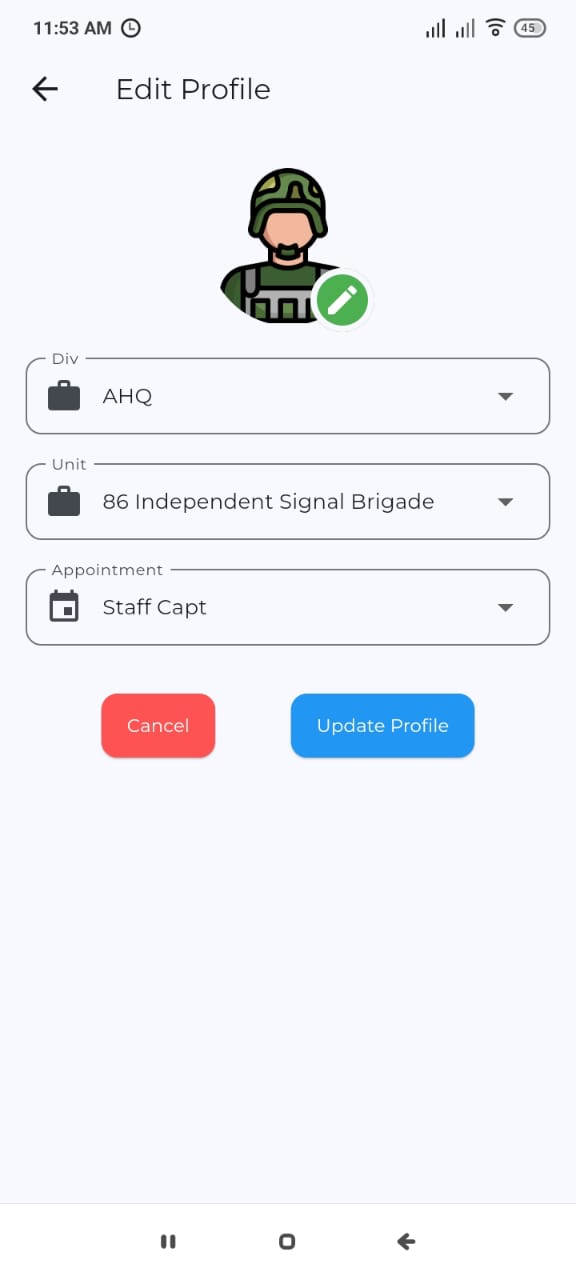 11:53 AM
45
Edit Profile
Div
AHQ
Unit
86 Independent Signal Brigade
Appointment
Staff Capt
Cancel
Update Profile